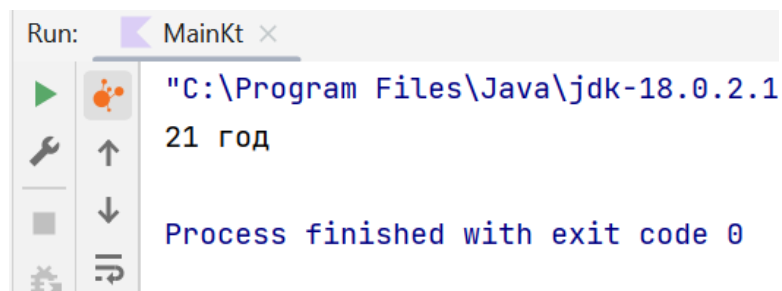 Run: MainKt
"C:\Program Files\Java\jdk-18.0.2.1
21 год
Process finished with exit code 0